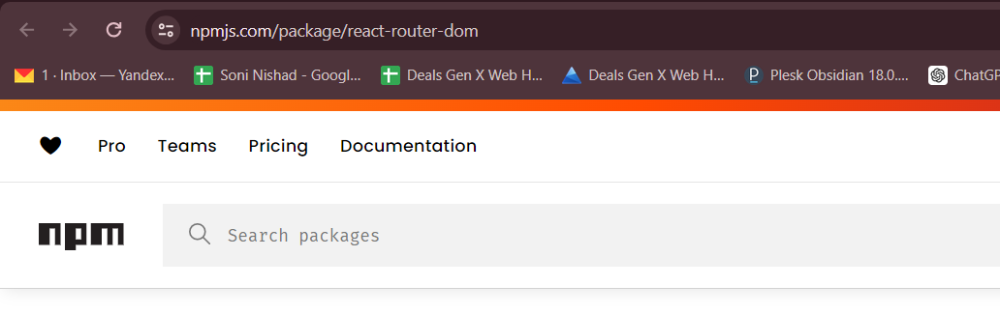 npmjs.com/package/react-router-dom
1 · Inbox — Yandex... Soni Nishad - Googl... Deals Gen X Web H... Deals Gen X Web H... Plesk Obsidian 18.0.... ChatGP
Pro Teams Pricing Documentation
npm Search packages